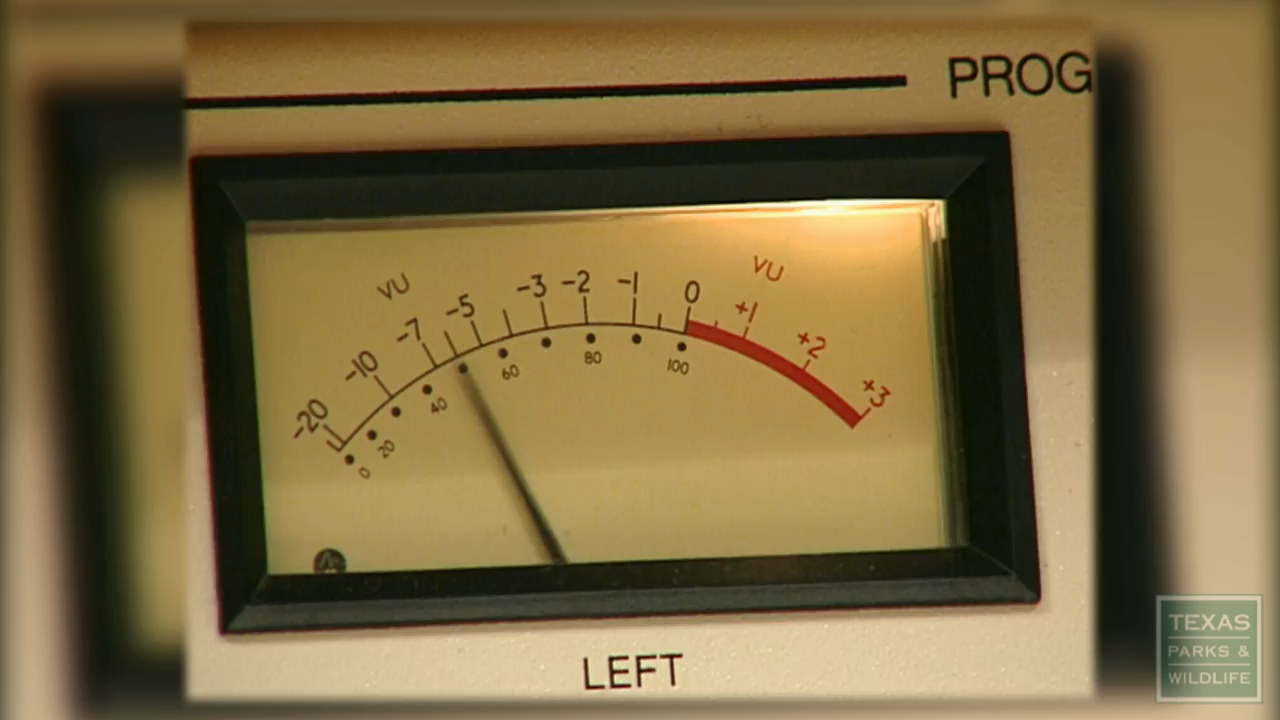 PROG
VU VU
-20 -10 -7 -5 -3 -2 -1 0 +1 +2 +3
0 20 40 60 80 100
LEFT
TEXAS
PARKS &
WILDLIFE